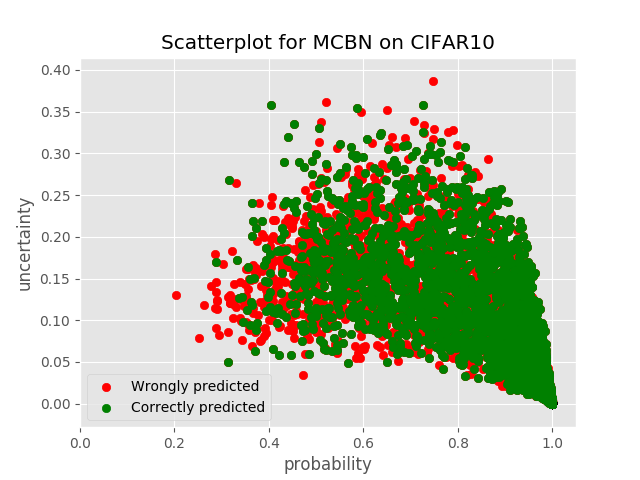 Scatterplot for MCBN on CIFAR10
0.40
0.35
0.30
0.25
0.20
0.15
0.10
0.05
0.00
uncertainty
Wrongly predicted
Correctly predicted
0.0 0.2 0.4 0.6 0.8 1.0
probability